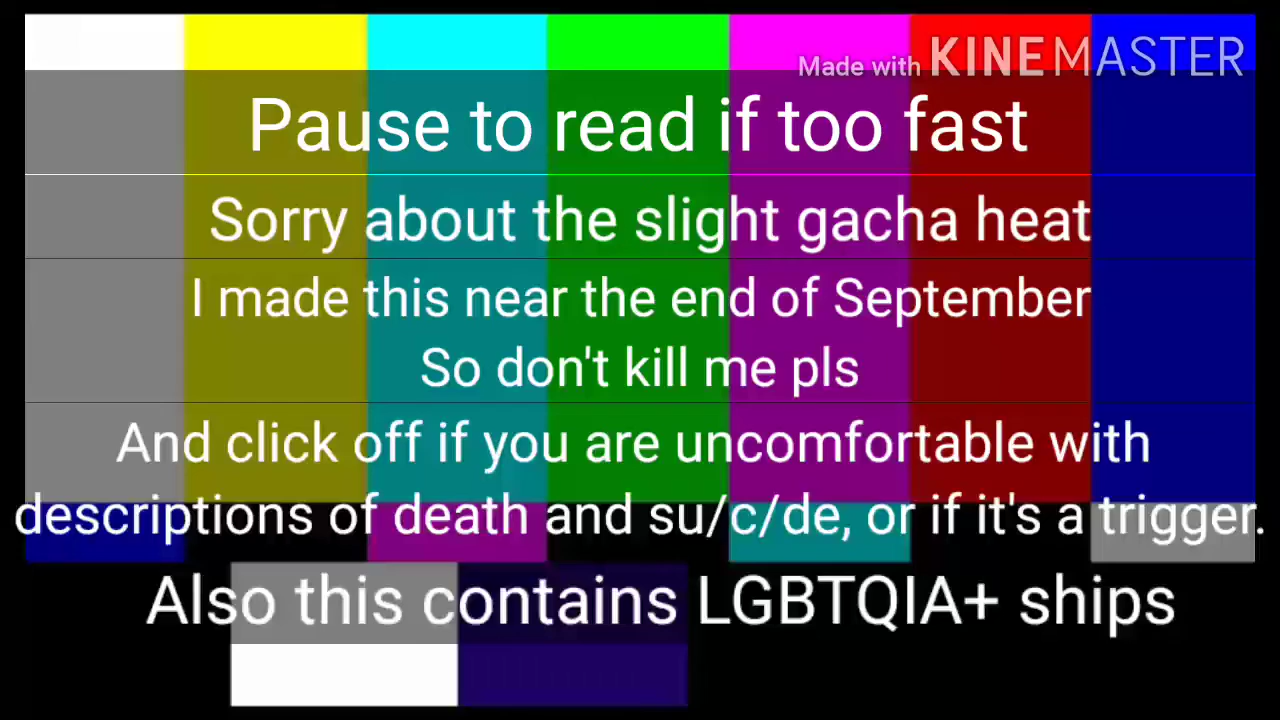 Made with KINEMASTER
Pause to read if too fast
Sorry about the slight gacha heat
I made this near the end of September
So don't kill me pls
And click off if you are uncomfortable with
descriptions of death and su/c/de, or if it's a trigger.
Also this contains LGBTQIA+ ships